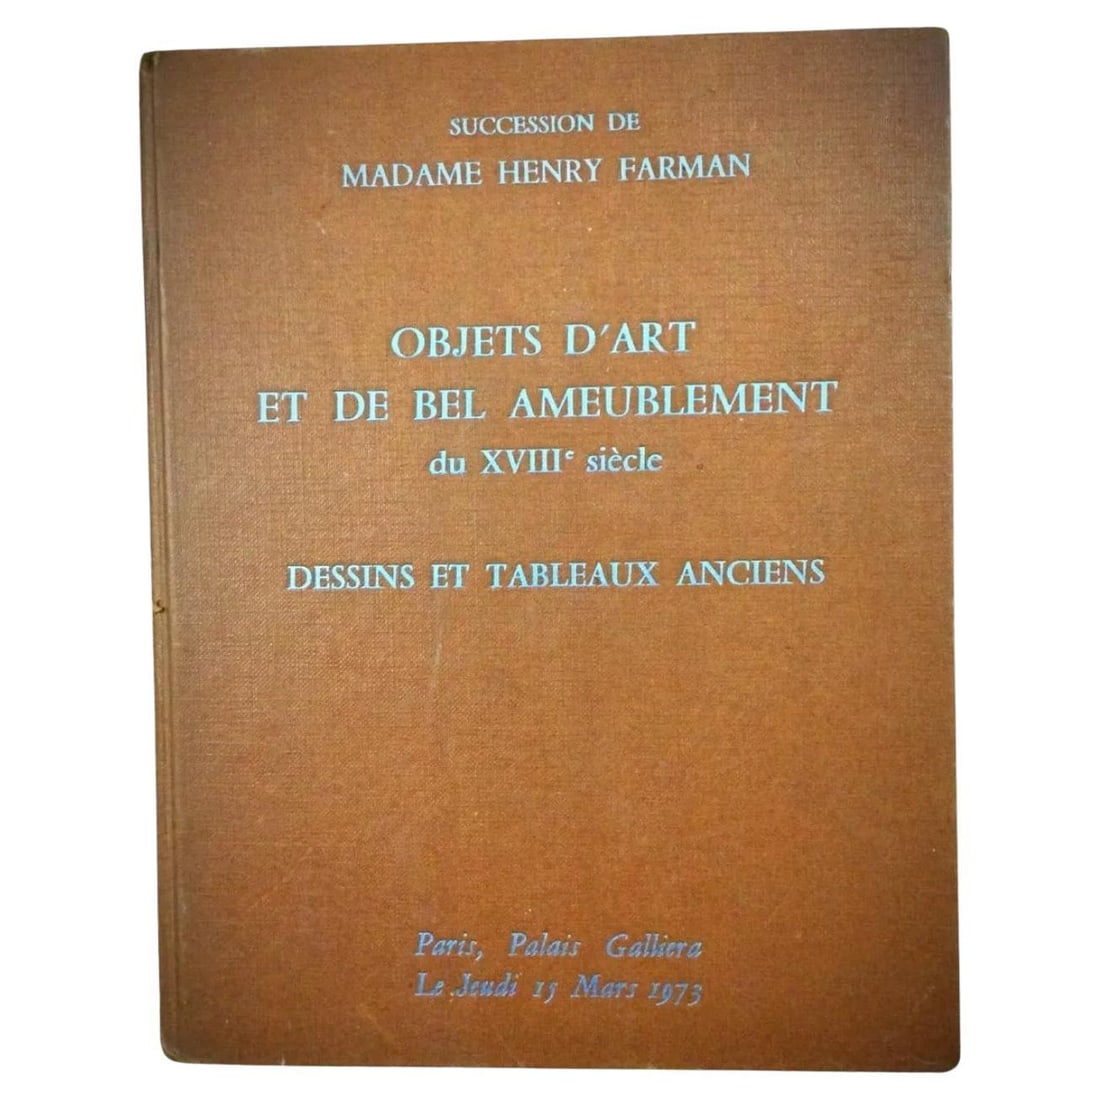 SUCCESSION DE
MADAME HENRY FARMAN
OBJETS D'ART
ET DE BEL AMEUBLEMENT
du XVIIIe siècle
DESSINS ET TABLEAUX ANCIENS
Paris, Palais Galliera
Le Jeudi 15 Mars 1973